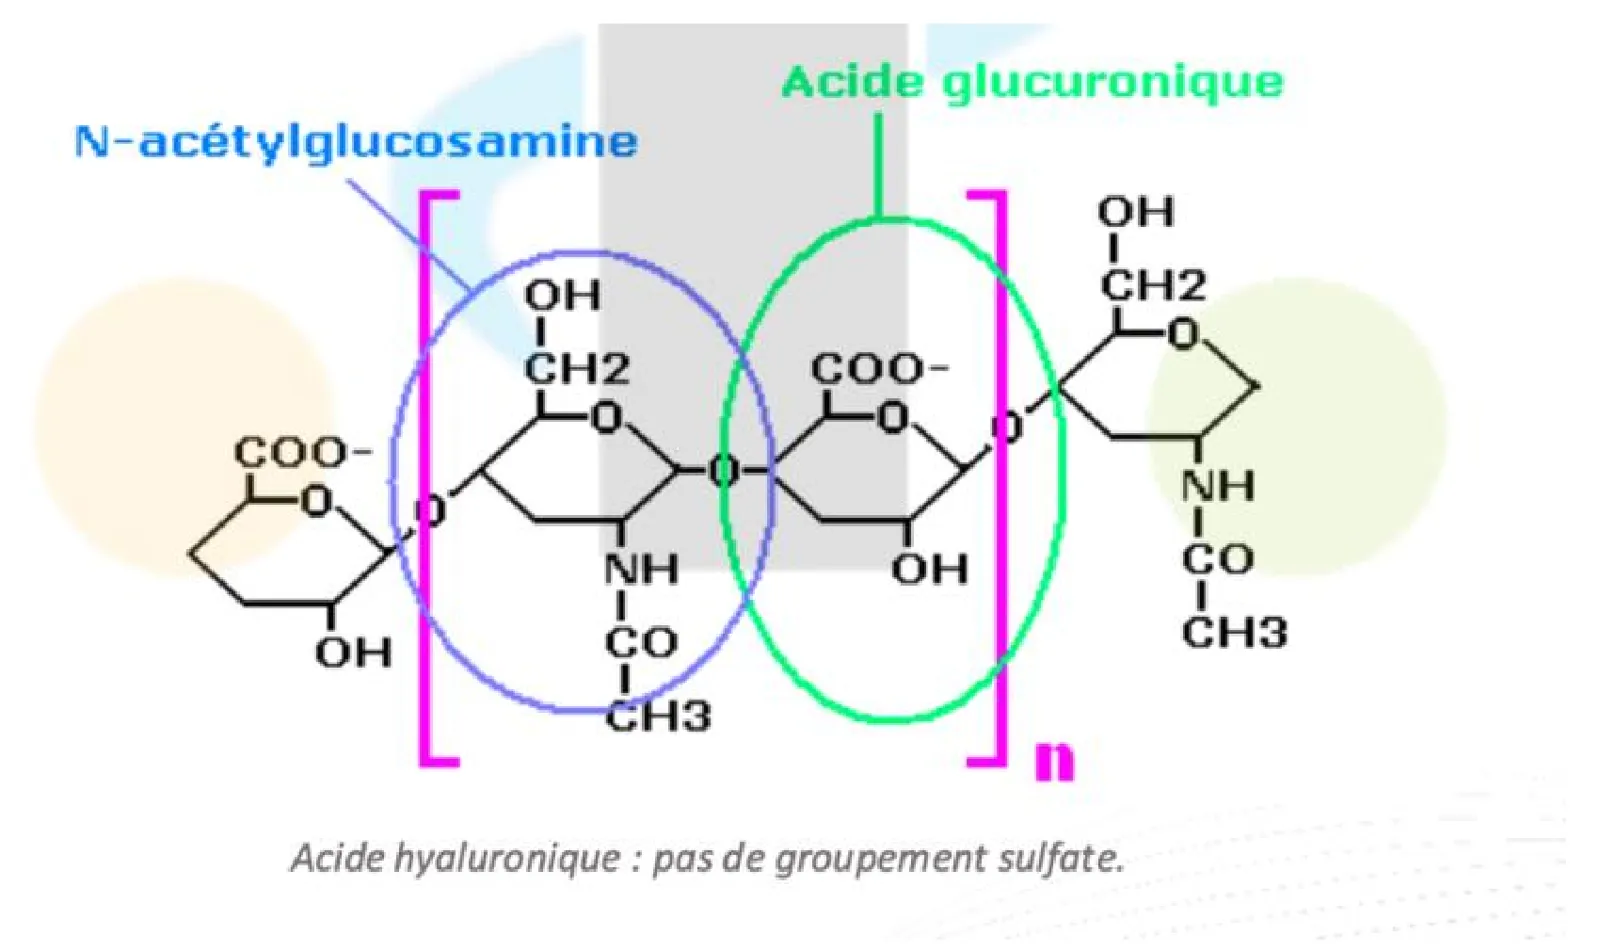 Acide glucuronique
N-acétylglucosamine
OH
CH2
O
OH
CH2
O
COO-
O
O
COO-
O
O
O
NH
CO
CH3
OH
NH
CO
CH3
OH
n
Acide hyaluronique : pas de groupement sulfate.